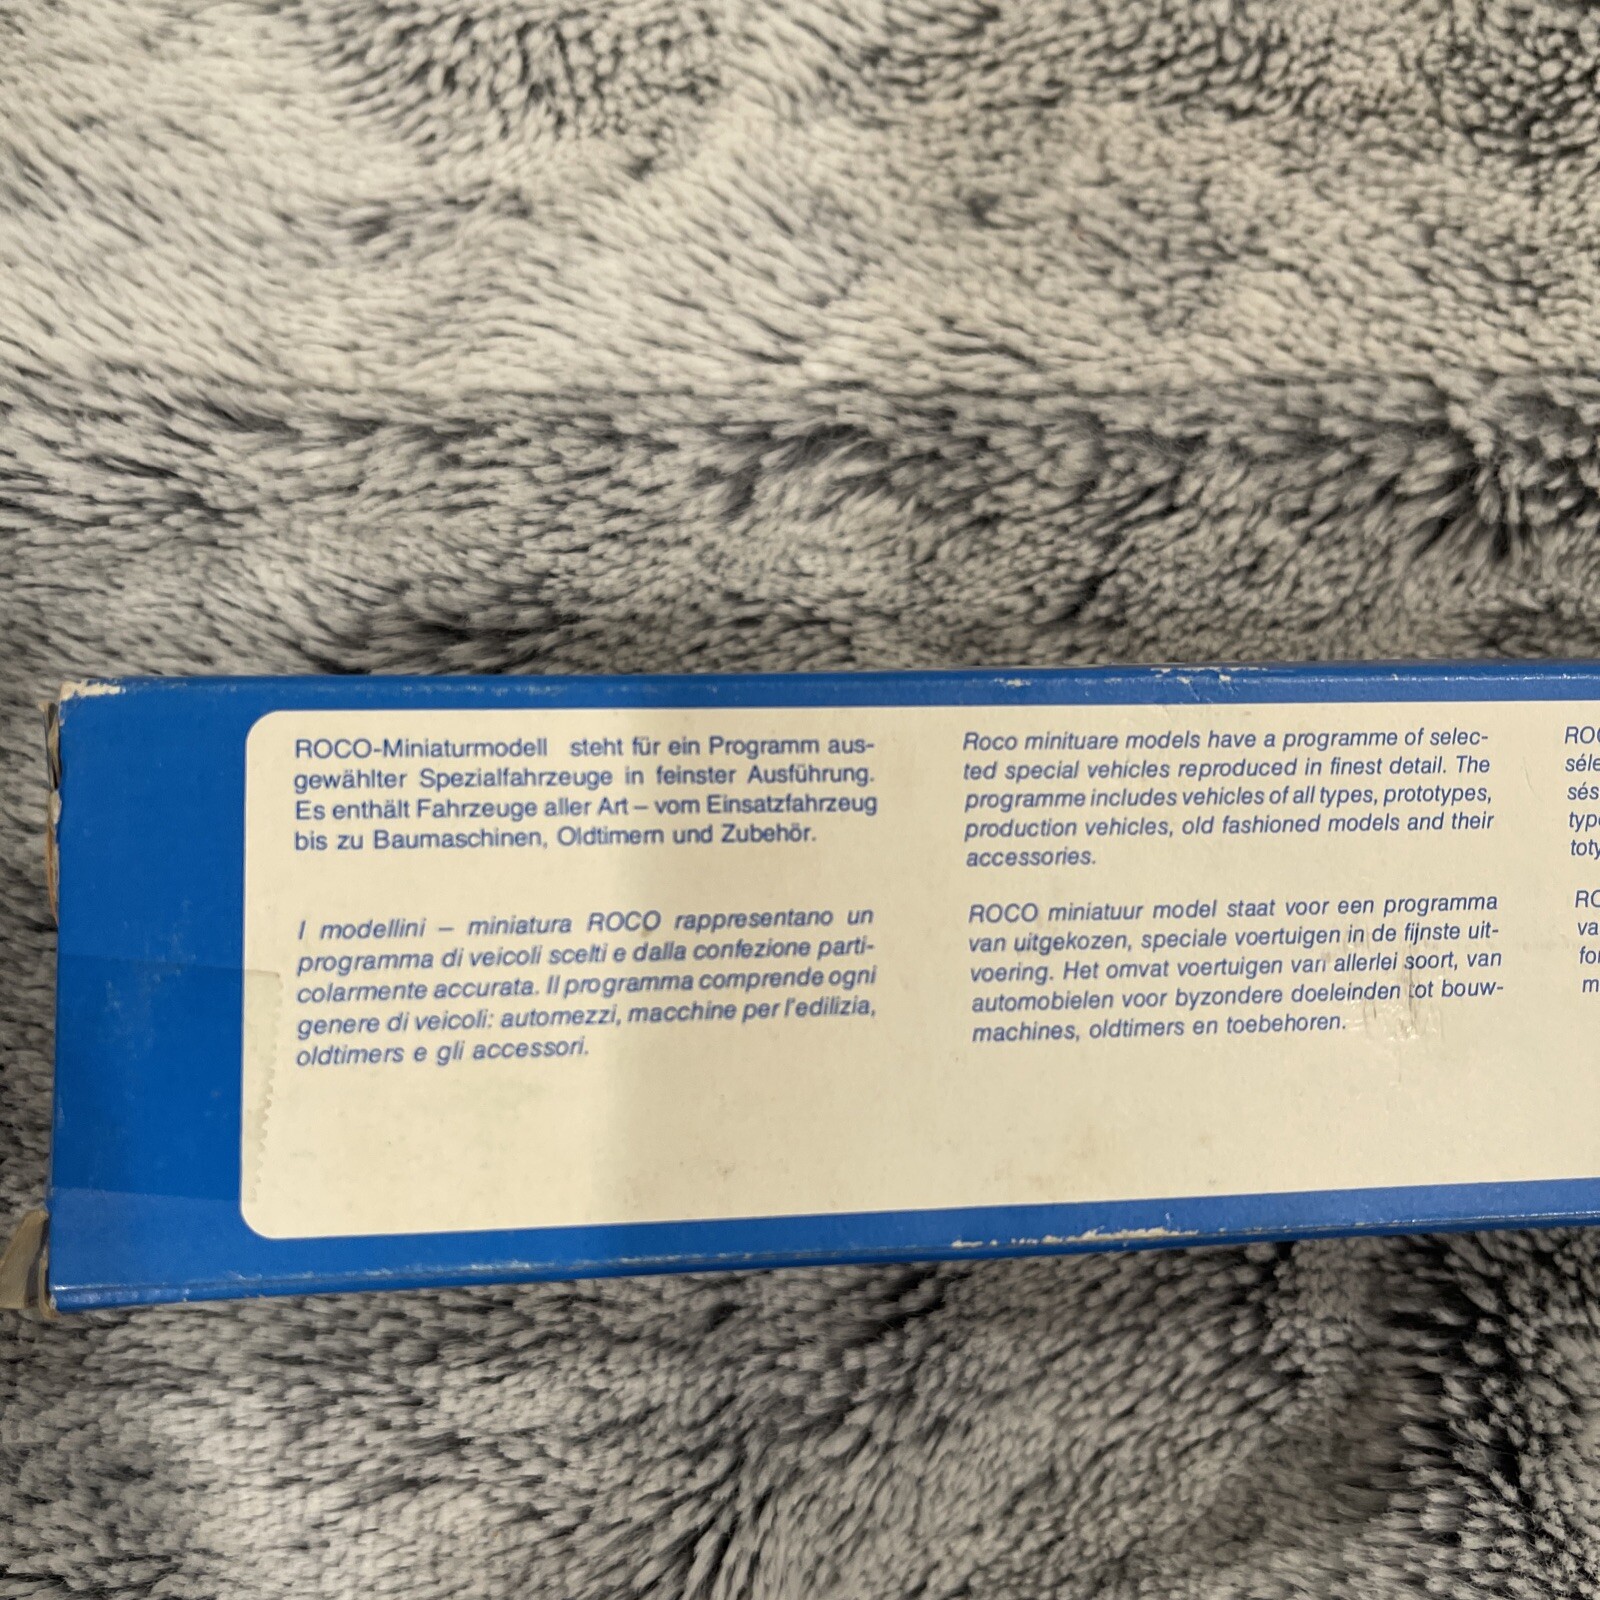 ROCO-Miniaturmodell steht für ein Programm aus-
gewählter Spezialfahrzeuge in feinster Ausführung.
Es enthält Fahrzeuge aller Art – vom Einsatzfahrzeug
bis zu Baumaschinen, Oldtimern und Zubehör.
I modellini – miniatura ROCO rappresentano un
programma di veicoli scelti e dalla confezione parti-
colarmente accurata. Il programma comprende ogni
genere di veicoli: automezzi, macchine per l'edilizia,
oldtimers e gli accessori.
Roco minituare models have a programme of selec-
ted special vehicles reproduced in finest detail. The
programme includes vehicles of all types, prototypes,
production vehicles, old fashioned models and their
accessories.
ROCO miniatuur model staat voor een programma
van uitgekozen, speciale voertuigen in de fijnste uit-
voering. Het omvat voertuigen van allerlei soort, van
automobielen voor byzondere doeleinden tot bouw-
machines, oldtimers en toebehoren.